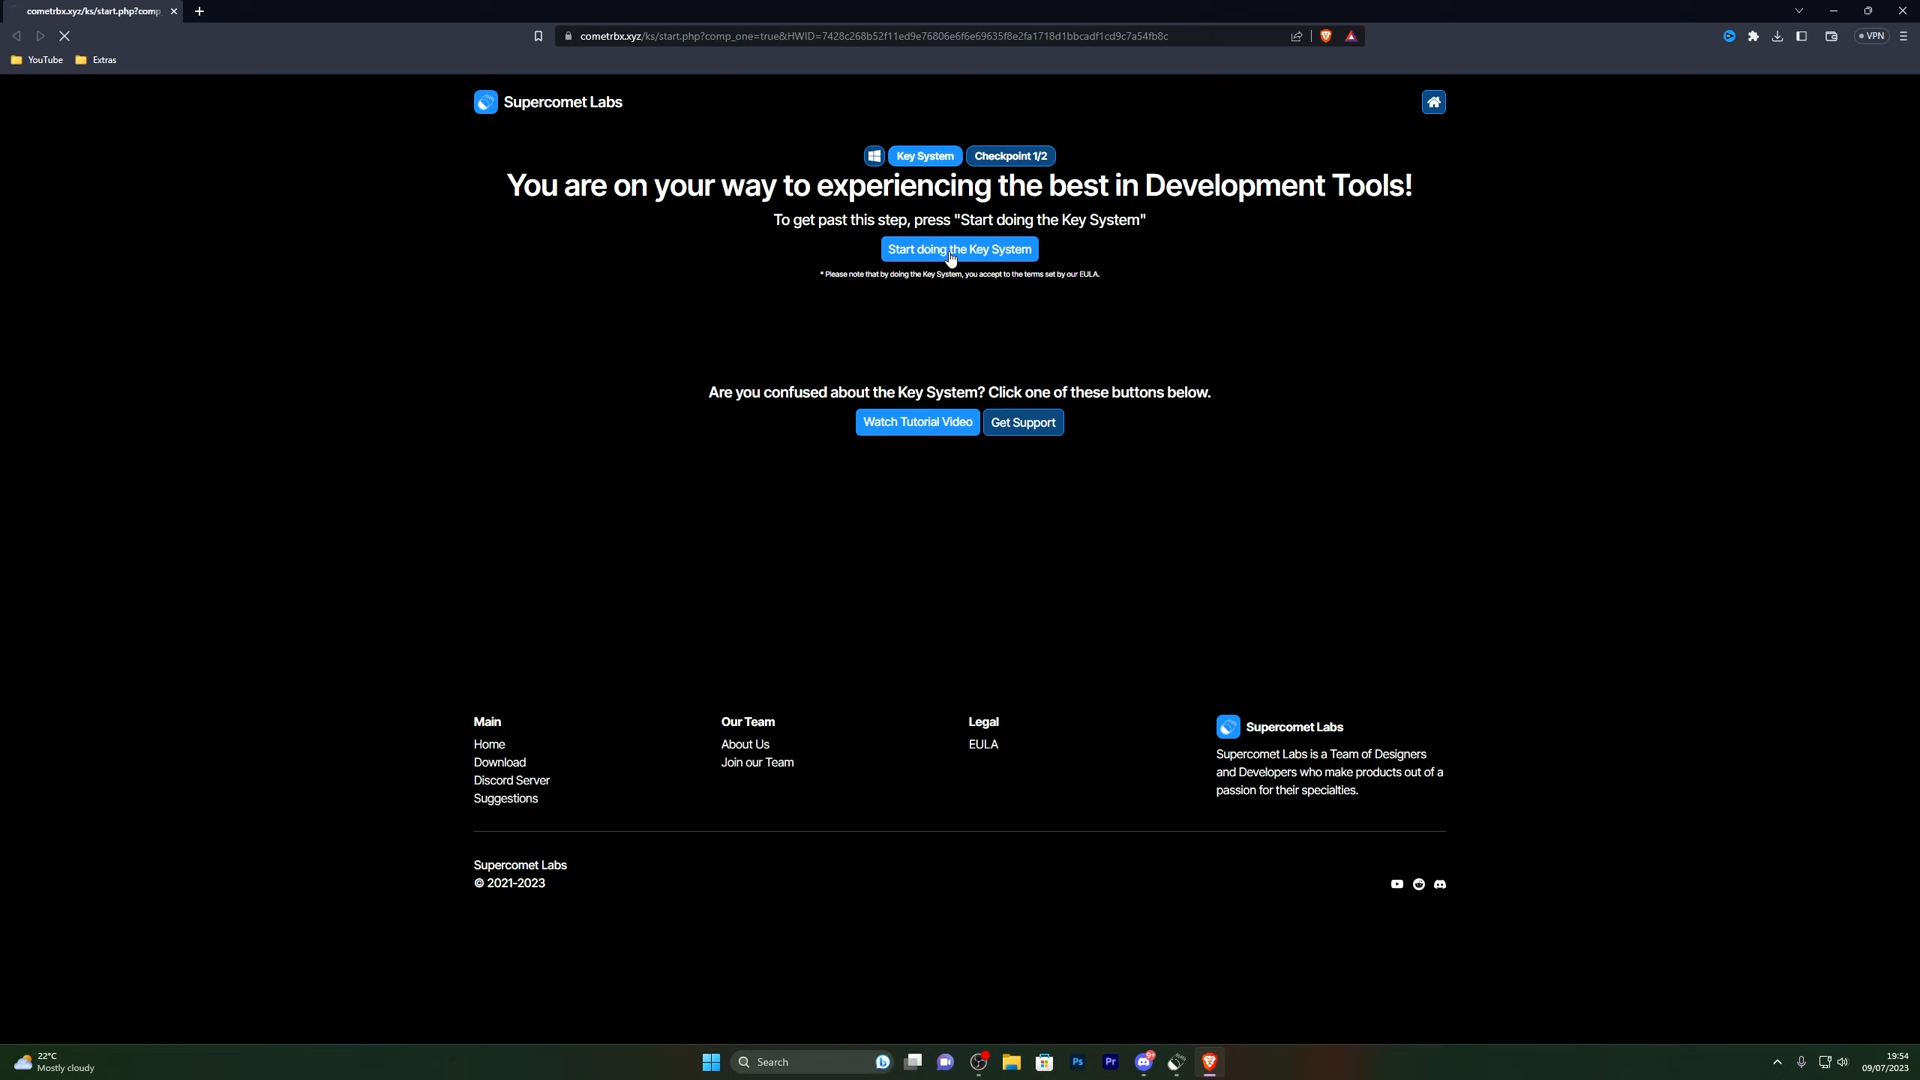 cometrbx.xyz/ks/start.php?comp
cometrbx.xyz/ks/start.php?comp_one=true&HWID=7428c268b52f11ed9e76806e6f6e69635f8e2fa1718d1bbcadf1cd9c7a54fb8c
VPN
YouTube
Extras
Supercomet Labs
Key System
Checkpoint 1/2
You are on your way to experiencing the best in Development Tools!
To get past this step, press "Start doing the Key System"
Start doing the Key System
* Please note that by doing the Key System, you accept to the terms set by our EULA.
Are you confused about the Key System? Click one of these buttons below.
Watch Tutorial Video
Get Support
Main
Home
Download
Discord Server
Suggestions
Our Team
About Us
Join our Team
Legal
EULA
Supercomet Labs
Supercomet Labs is a Team of Designers
and Developers who make products out of a
passion for their specialties.
Supercomet Labs
© 2021-2023
22°C
Mostly cloudy
Search
Ps
Pr
9+
19:54
09/07/2023